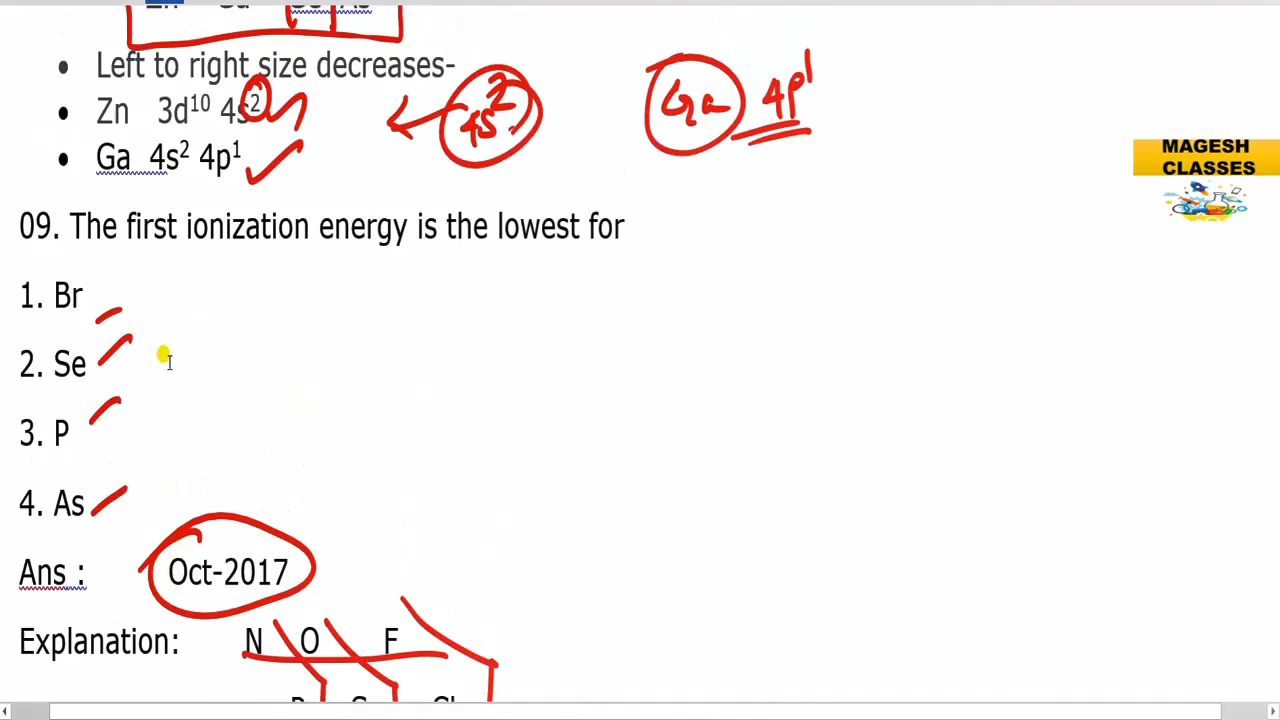 Left to right size decreases-
Zn 3d10 4s2
4s2
Ga 4p1
Ga 4s2 4p1
MAGESH
CLASSES
09. The first ionization energy is the lowest for
1. Br
2. Se
3. P
4. As
Ans : Oct-2017
Explanation: N O F